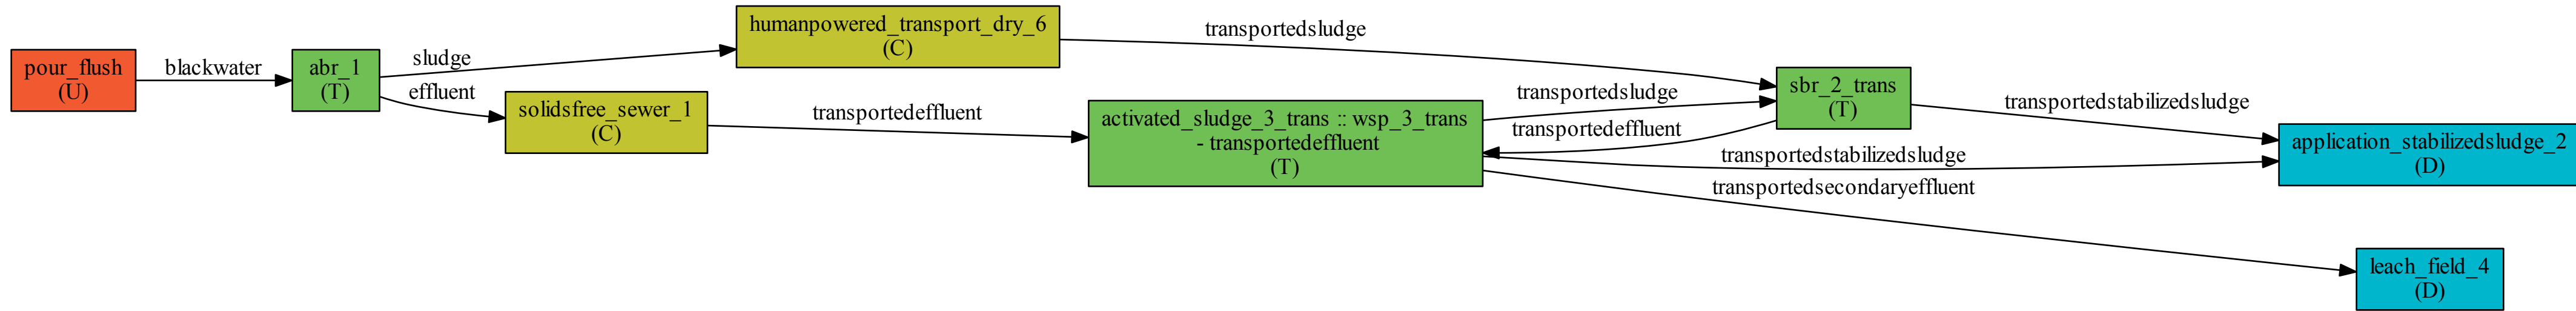 pour_flush
(U)
blackwater
abr_1
(T)
sludge
effluent
humanpowered_transport_dry_6
(C)
solidsfree_sewer_1
(C)
transportedsludge
transportedeffluent
activated_sludge_3_trans :: wsp_3_trans
- transportedeffluent
(T)
transportedsludge
transportedeffluent
transportedstabilizedsludge
transportedsecondaryeffluent
sbr_2_trans
(T)
transportedstabilizedsludge
application_stabilizedsludge_2
(D)
leach_field_4
(D)